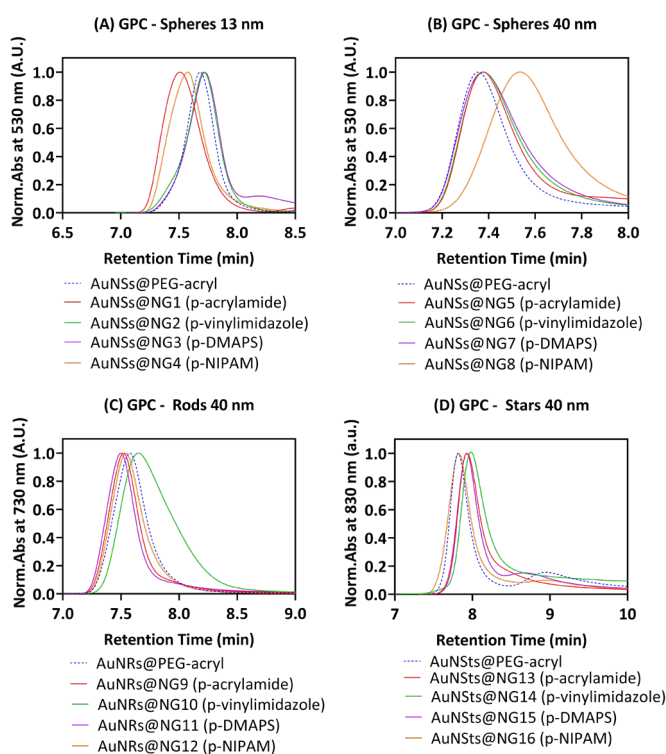 (A) GPC - Spheres 13 nm
Norm.Abs at 530 nm (A.U.)
1.0
0.8
0.6
0.4
0.2
0.0
6.5 7.0 7.5 8.0 8.5
Retention Time (min)
AuNSs@PEG-acryl
AuNSs@NG1 (p-acrylamide)
AuNSs@NG2 (p-vinylimidazole)
AuNSs@NG3 (p-DMAPS)
AuNSs@NG4 (p-NIPAM)
(B) GPC - Spheres 40 nm
Norm.Abs at 530 nm (A.U.)
1.0
0.8
0.6
0.4
0.2
0.0
7.0 7.2 7.4 7.6 7.8 8.0
Retention Time (min)
AuNSs@PEG-acryl
AuNSs@NG5 (p-acrylamide)
AuNSs@NG6 (p-vinylimidazole)
AuNSs@NG7 (p-DMAPS)
AuNSs@NG8 (p-NIPAM)
(C) GPC - Rods 40 nm
Norm.Abs at 730 nm (A.U.)
1.0
0.8
0.6
0.4
0.2
0.0
7.0 7.5 8.0 8.5 9.0
Retention Time (min)
AuNRs@PEG-acryl
AuNRs@NG9 (p-acrylamide)
AuNRs@NG10 (p-vinylimidazole)
AuNRs@NG11 (p-DMAPS)
AuNRs@NG12 (p-NIPAM)
(D) GPC - Stars 40 nm
Norm.Abs at 830 nm (a.u.)
1.0
0.8
0.6
0.4
0.2
0.0
7 8 9 10
Retention Time (min)
AuNSts@PEG-acryl
AuNSts@NG13 (p-acrylamide)
AuNSts@NG14 (p-vinylimidazole)
AuNSts@NG15 (p-DMAPS)
AuNSts@NG16 (p-NIPAM)